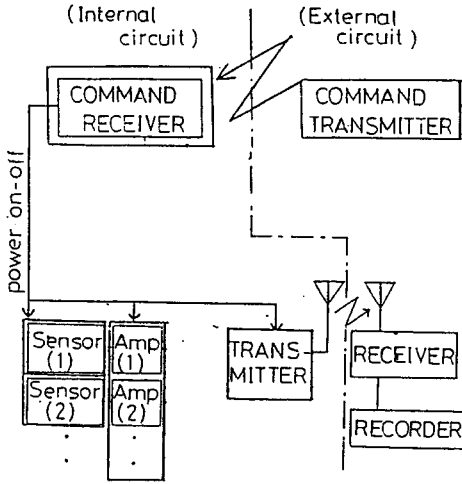 (Internal
circuit)
(External
circuit)
COMMAND
RECEIVER
COMMAND
TRANSMITTER
power on-off
Sensor
(1)
Amp
(1)
Sensor
(2)
Amp
(2)
TRANS
MITTER
RECEIVER
RECORDER